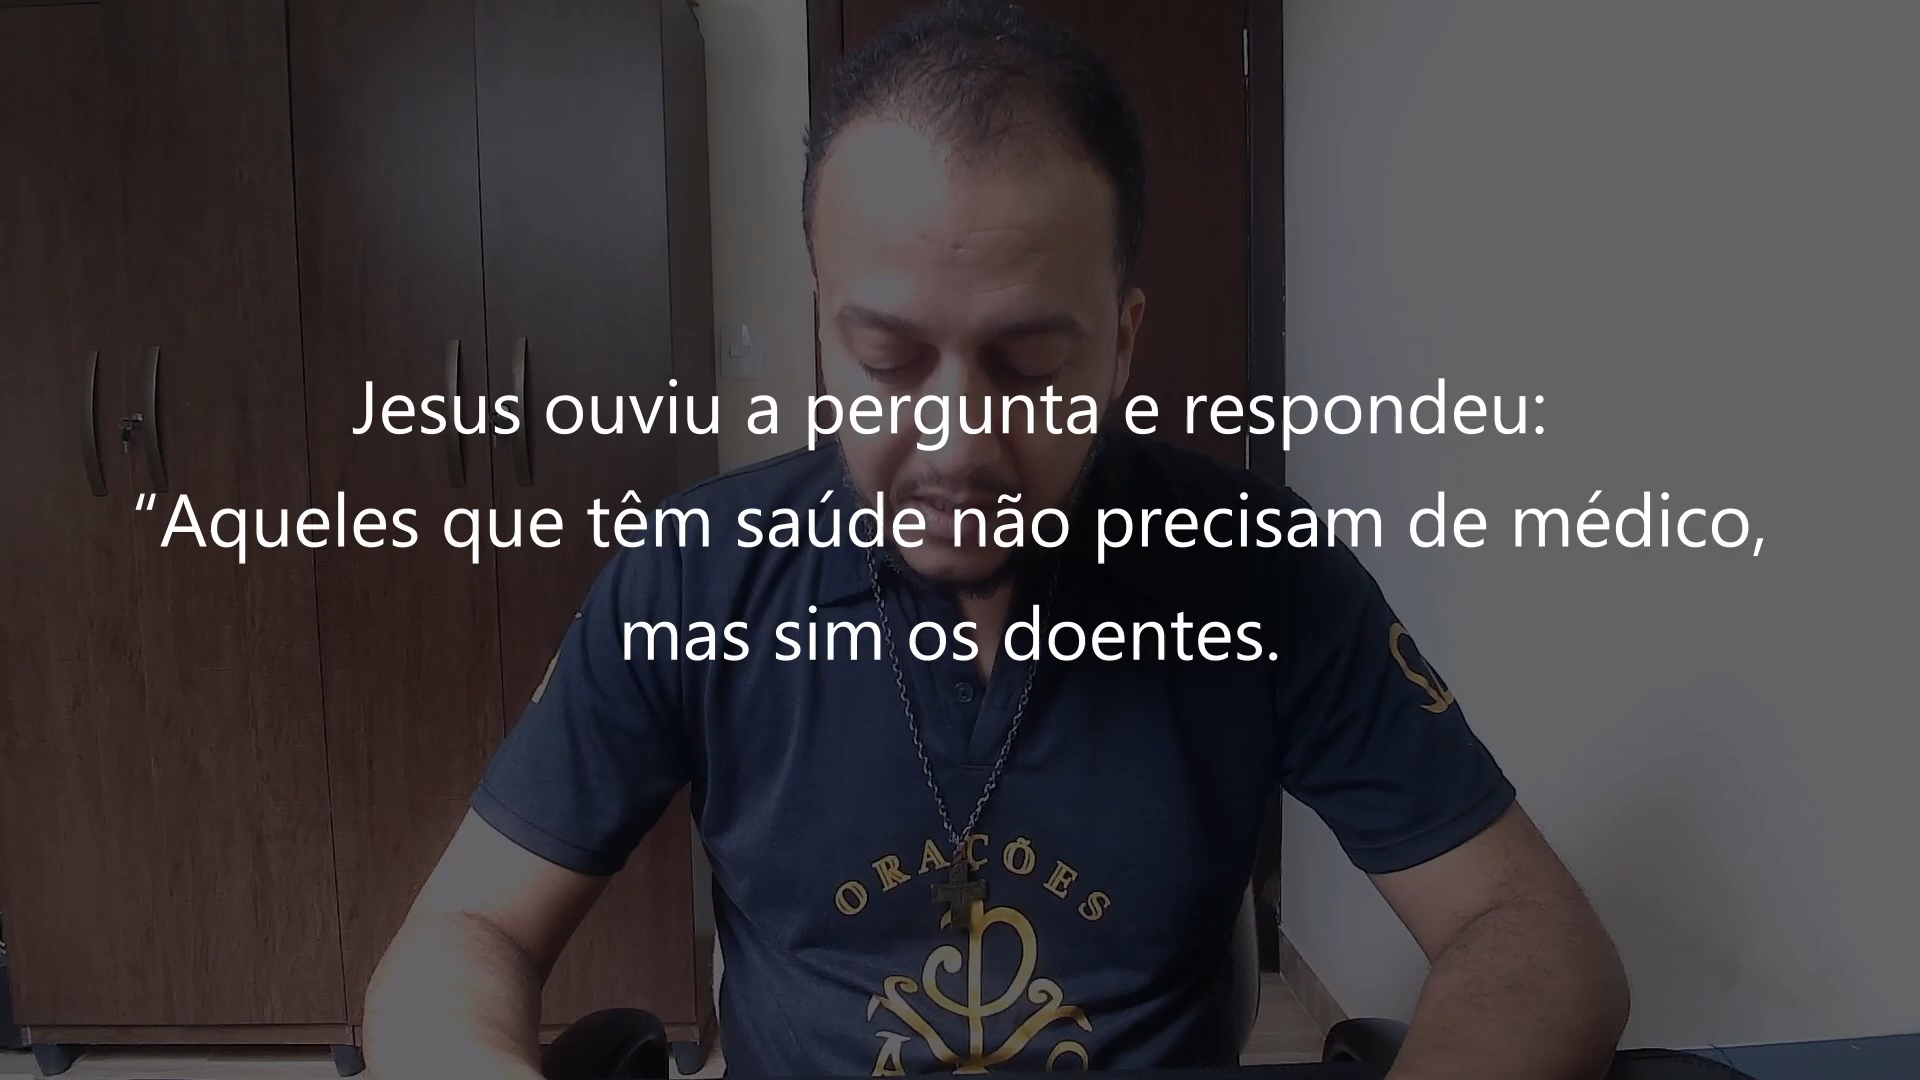 Jesus ouviu a pergunta e respondeu:
“Aqueles que têm saúde não precisam de médico,
mas sim os doentes.
ORAÇÕES